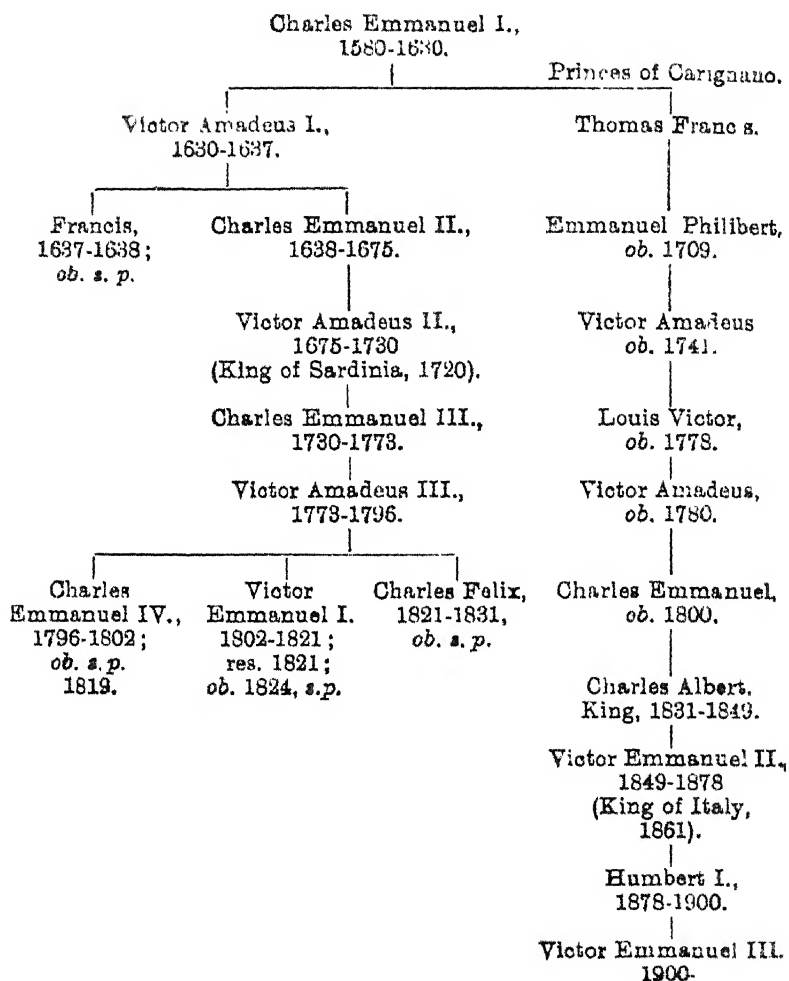 Charles Emmanuel I.,
1580-1630.
Princes of Carignano.
Victor Amadeus I.,
1630-1637.
Thomas Francis.
Francis,
1637-1638;
ob. s. p.
Charles Emmanuel II.,
1638-1675.
Emmanuel Philibert,
ob. 1709.
Victor Amadeus II.,
1675-1730
(King of Sardinia, 1720).
Victor Amadeus
ob. 1741.
Charles Emmanuel III.,
1730-1773.
Louis Victor,
ob. 1778.
Victor Amadeus III.,
1773-1796.
Victor Amadeus,
ob. 1780.
Charles
Emmanuel IV.,
1796-1802;
ob. s. p.
1819.
Victor
Emmanuel I.
1802-1821;
res. 1821;
ob. 1824, s.p.
Charles Felix,
1821-1831,
ob. s. p.
Charles Emmanuel,
ob. 1800.
Charles Albert.
King, 1831-1849.
Victor Emmanuel II.,
1849-1878
(King of Italy,
1861).
Humbert I.,
1878-1900.
Victor Emmanuel III.
1900-